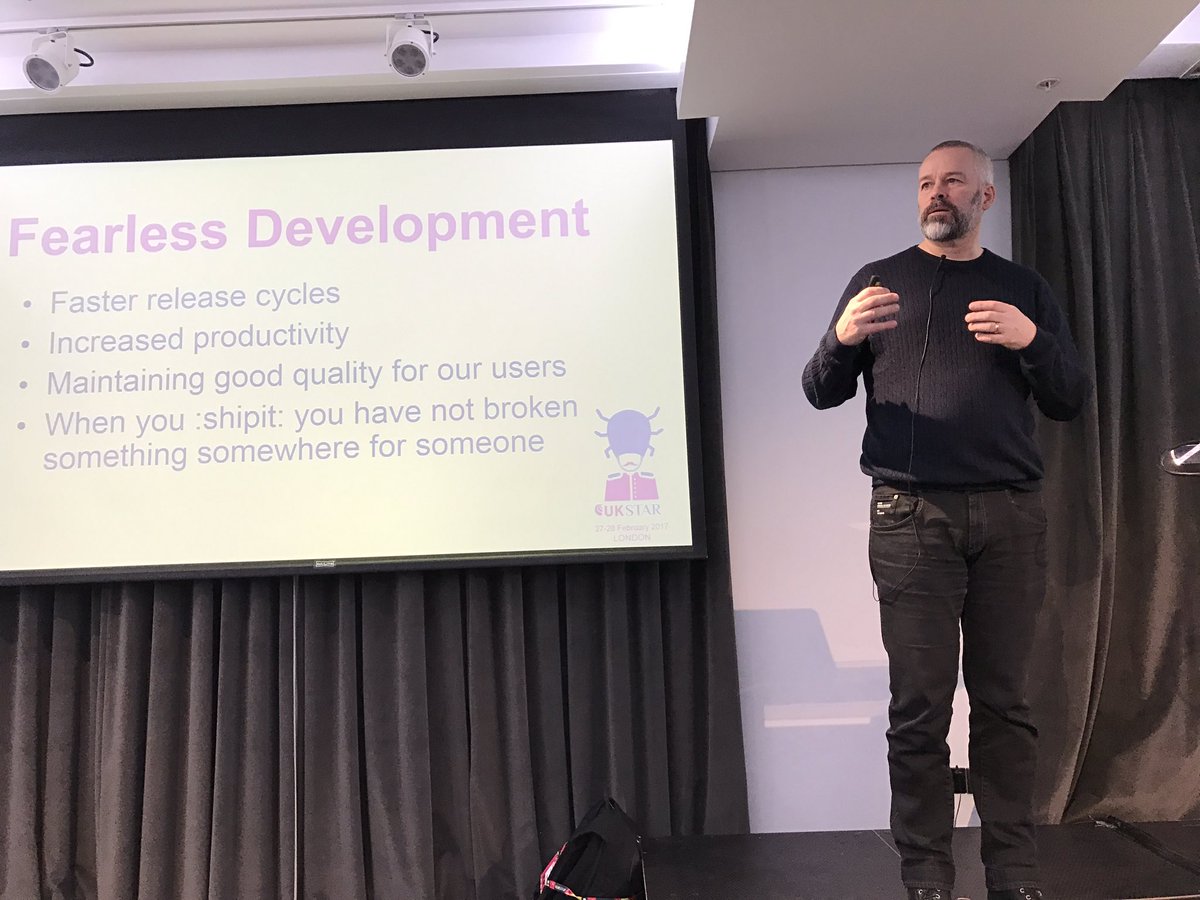 Fearless Development
• Faster release cycles
• Increased productivity
• Maintaining good quality for our users
• When you :shipit: you have not broken
something somewhere for someone
UKSTAR
27-28 February 2017
LONDON